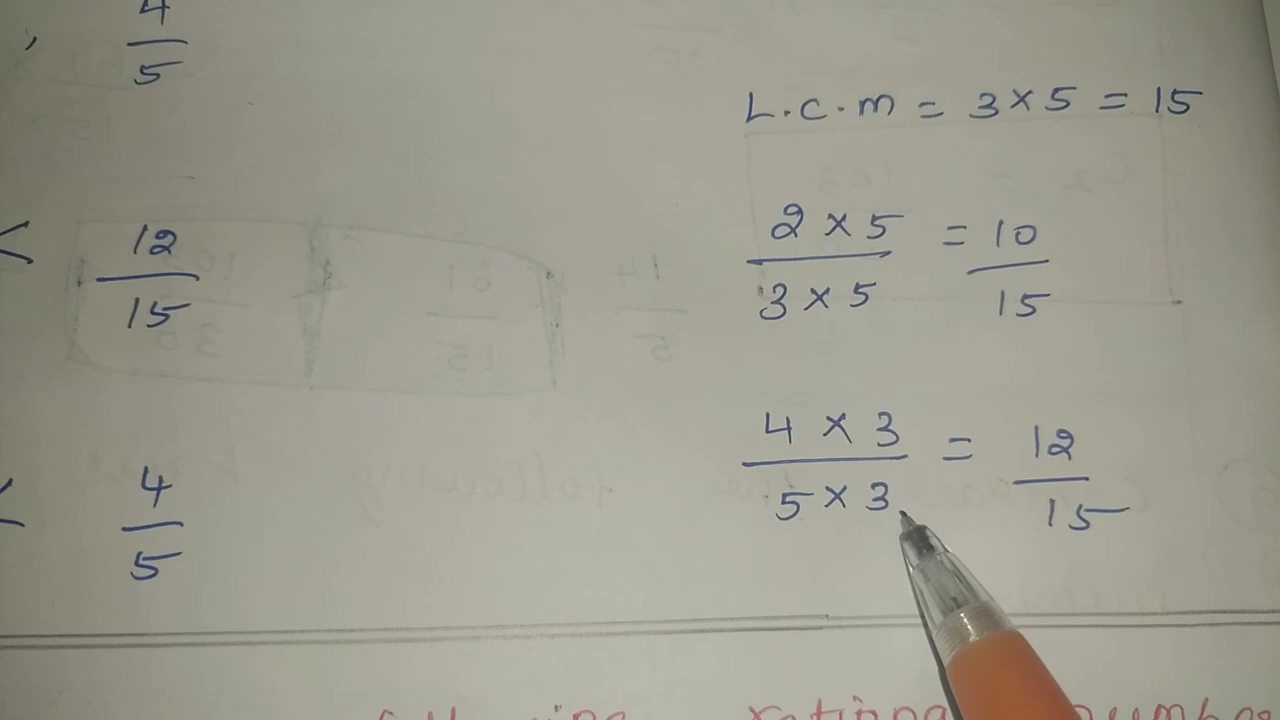 , 4/5
L.C.M = 3 × 5 = 15
< 12/15
2 × 5 / 3 × 5 = 10/15
4 × 3 / 5 × 3 = 12/15
< 4/5